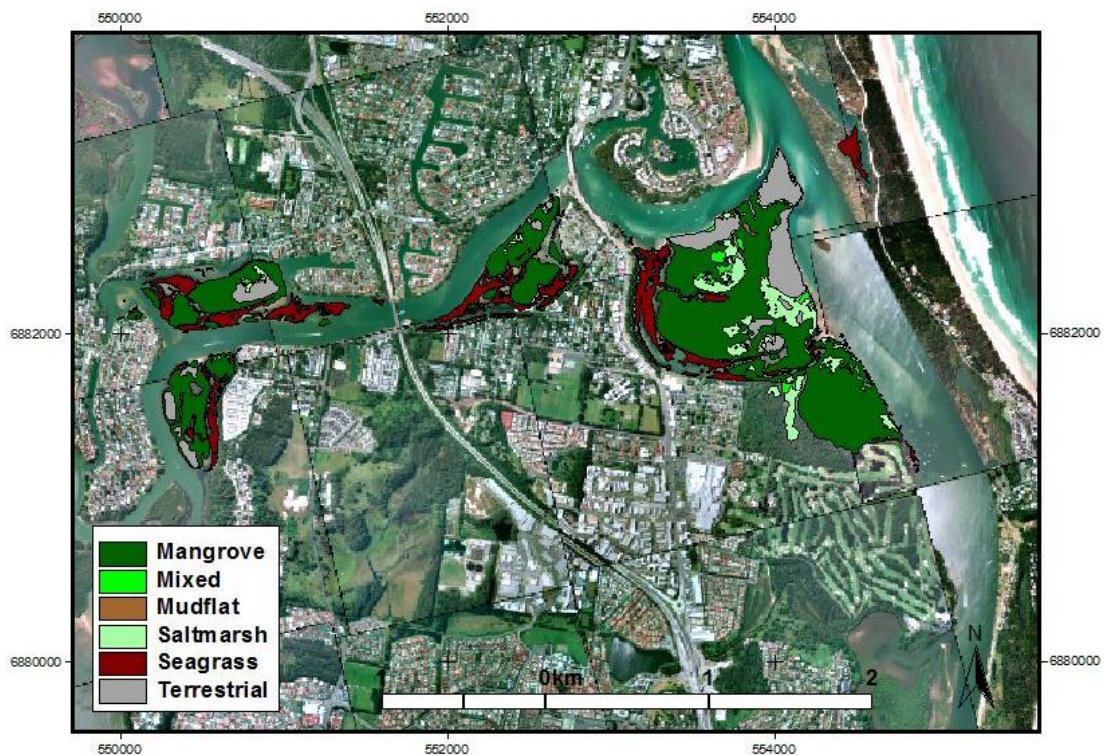 550000 552000 554000
6882000 6882000
Mangrove
Mixed
Mudflat
Saltmarsh
Seagrass
Terrestrial
N
6880000 6880000
1 0km 1 2
550000 552000 554000